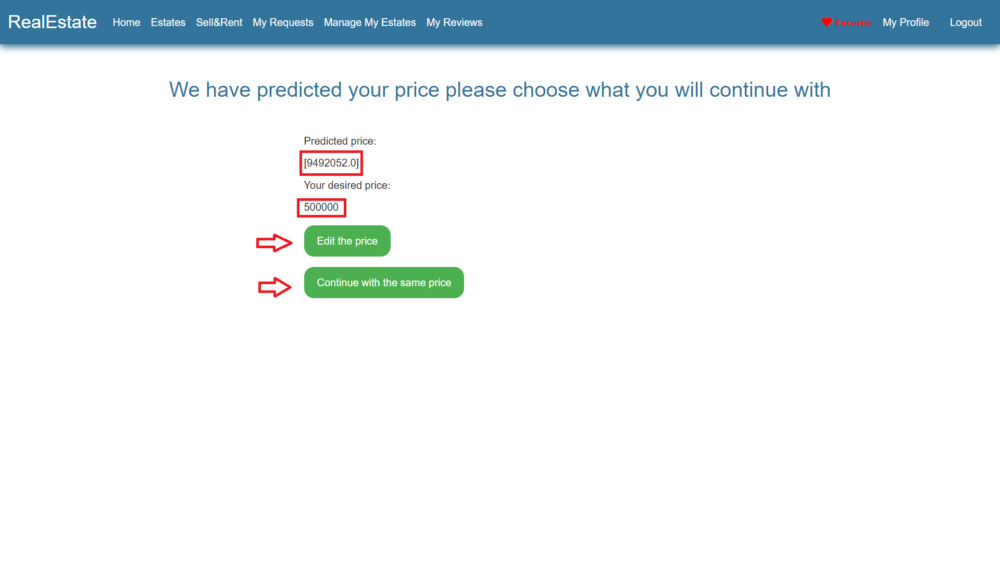 RealEstate Home Estates Sell&Rent My Requests Manage My Estates My Reviews Favorite My Profile Logout
We have predicted your price please choose what you will continue with
Predicted price:
[9492052.0]
Your desired price:
500000
Edit the price
Continue with the same price